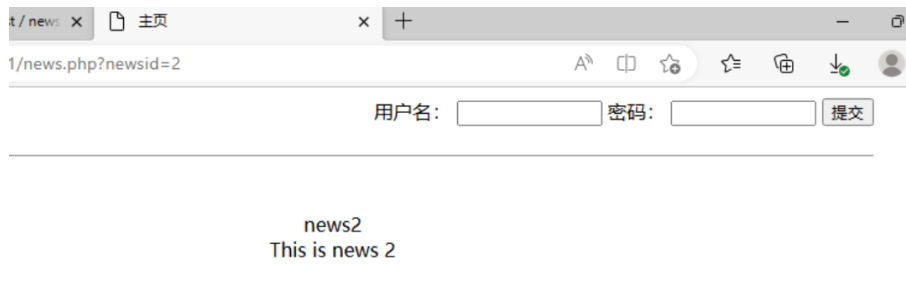 st / news 主页
1/news.php?newsid=2
用户名： 密码： 提交
news2
This is news 2